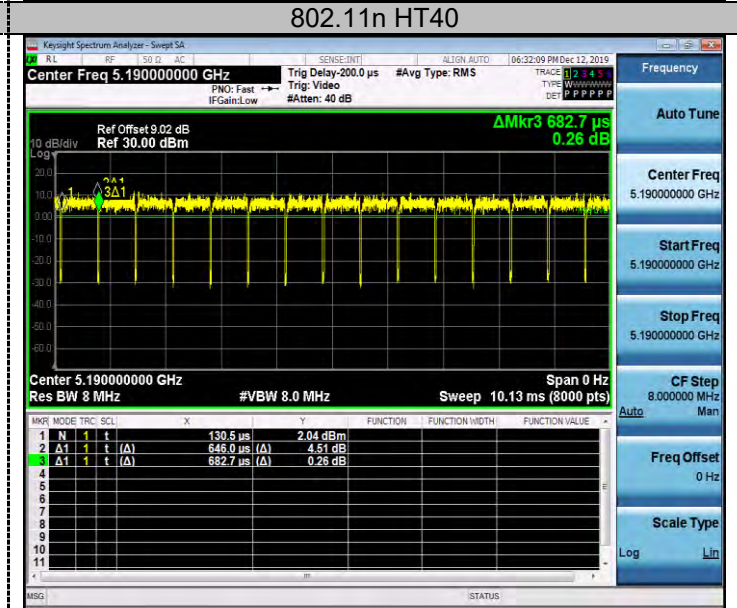 802.11n HT40
Keysight Spectrum Analyzer - Swept SA
RL RF 50 Ω AC SENSE:INT ALIGN AUTO 06:32:09 PM Dec 12, 2019
Center Freq 5.190000000 GHz
PNO: Fast
IFGain:Low
Trig Delay-200.0 µs
Trig: Video
#Atten: 40 dB
#Avg Type: RMS
TRACE 1 2 3 4 5 6
TYPE W
DET P P P P P P
Ref Offset 9.02 dB
10 dB/div Ref 30.00 dBm
Log
ΔMkr3 682.7 µs
0.26 dB
20.0
10.0
0.00
-10.0
-20.0
-30.0
-40.0
-50.0
-60.0
1
3Δ1
Center 5.190000000 GHz Span 0 Hz
Res BW 8 MHz #VBW 8.0 MHz Sweep 10.13 ms (8000 pts)
MKR MODE TRC SCL X Y FUNCTION FUNCTION WIDTH FUNCTION VALUE
1 N 1 t 130.5 µs 2.04 dBm
2 Δ1 1 t (Δ) 646.0 µs (Δ) 4.51 dB
3 Δ1 1 t (Δ) 682.7 µs (Δ) 0.26 dB
4
5
6
7
8
9
10
11
MSG STATUS
Frequency
Auto Tune
Center Freq
5.190000000 GHz
Start Freq
5.190000000 GHz
Stop Freq
5.190000000 GHz
CF Step
8.000000 MHz
Auto Man
Freq Offset
0 Hz
Scale Type
Log Lin